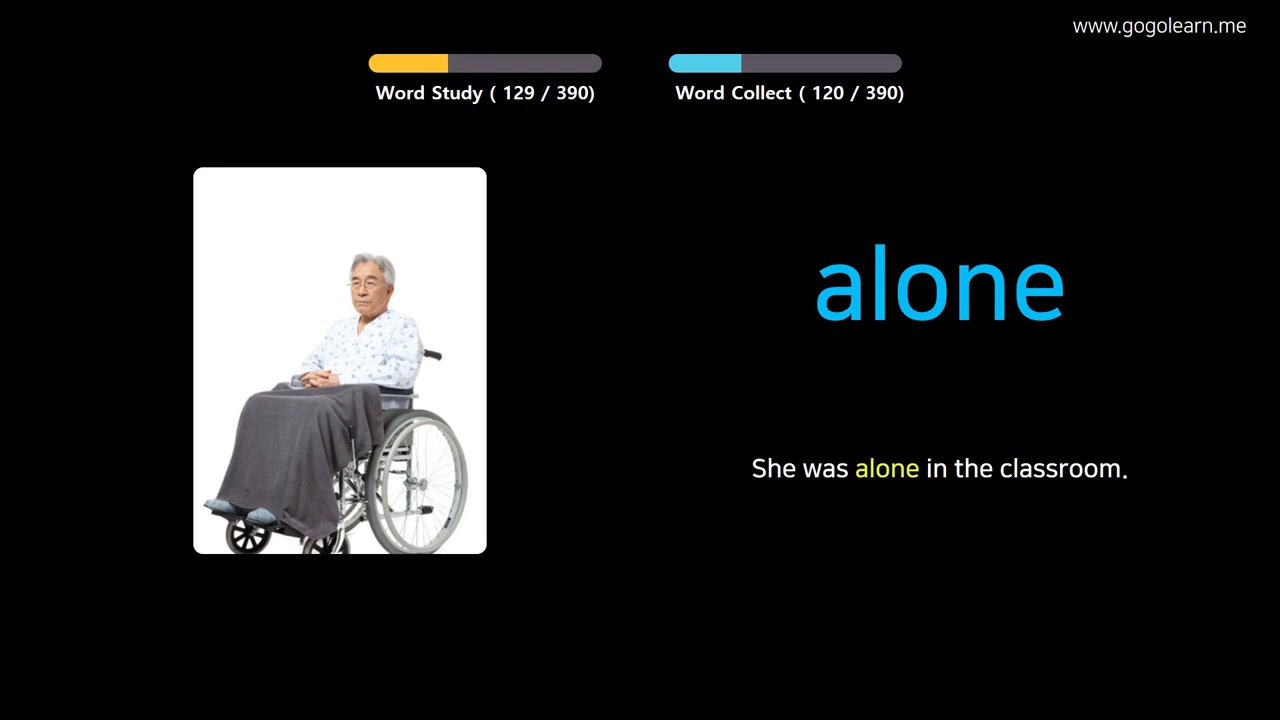 www.gogolearn.me
Word Study ( 129 / 390)
Word Collect ( 120 / 390)
alone
She was alone in the classroom.